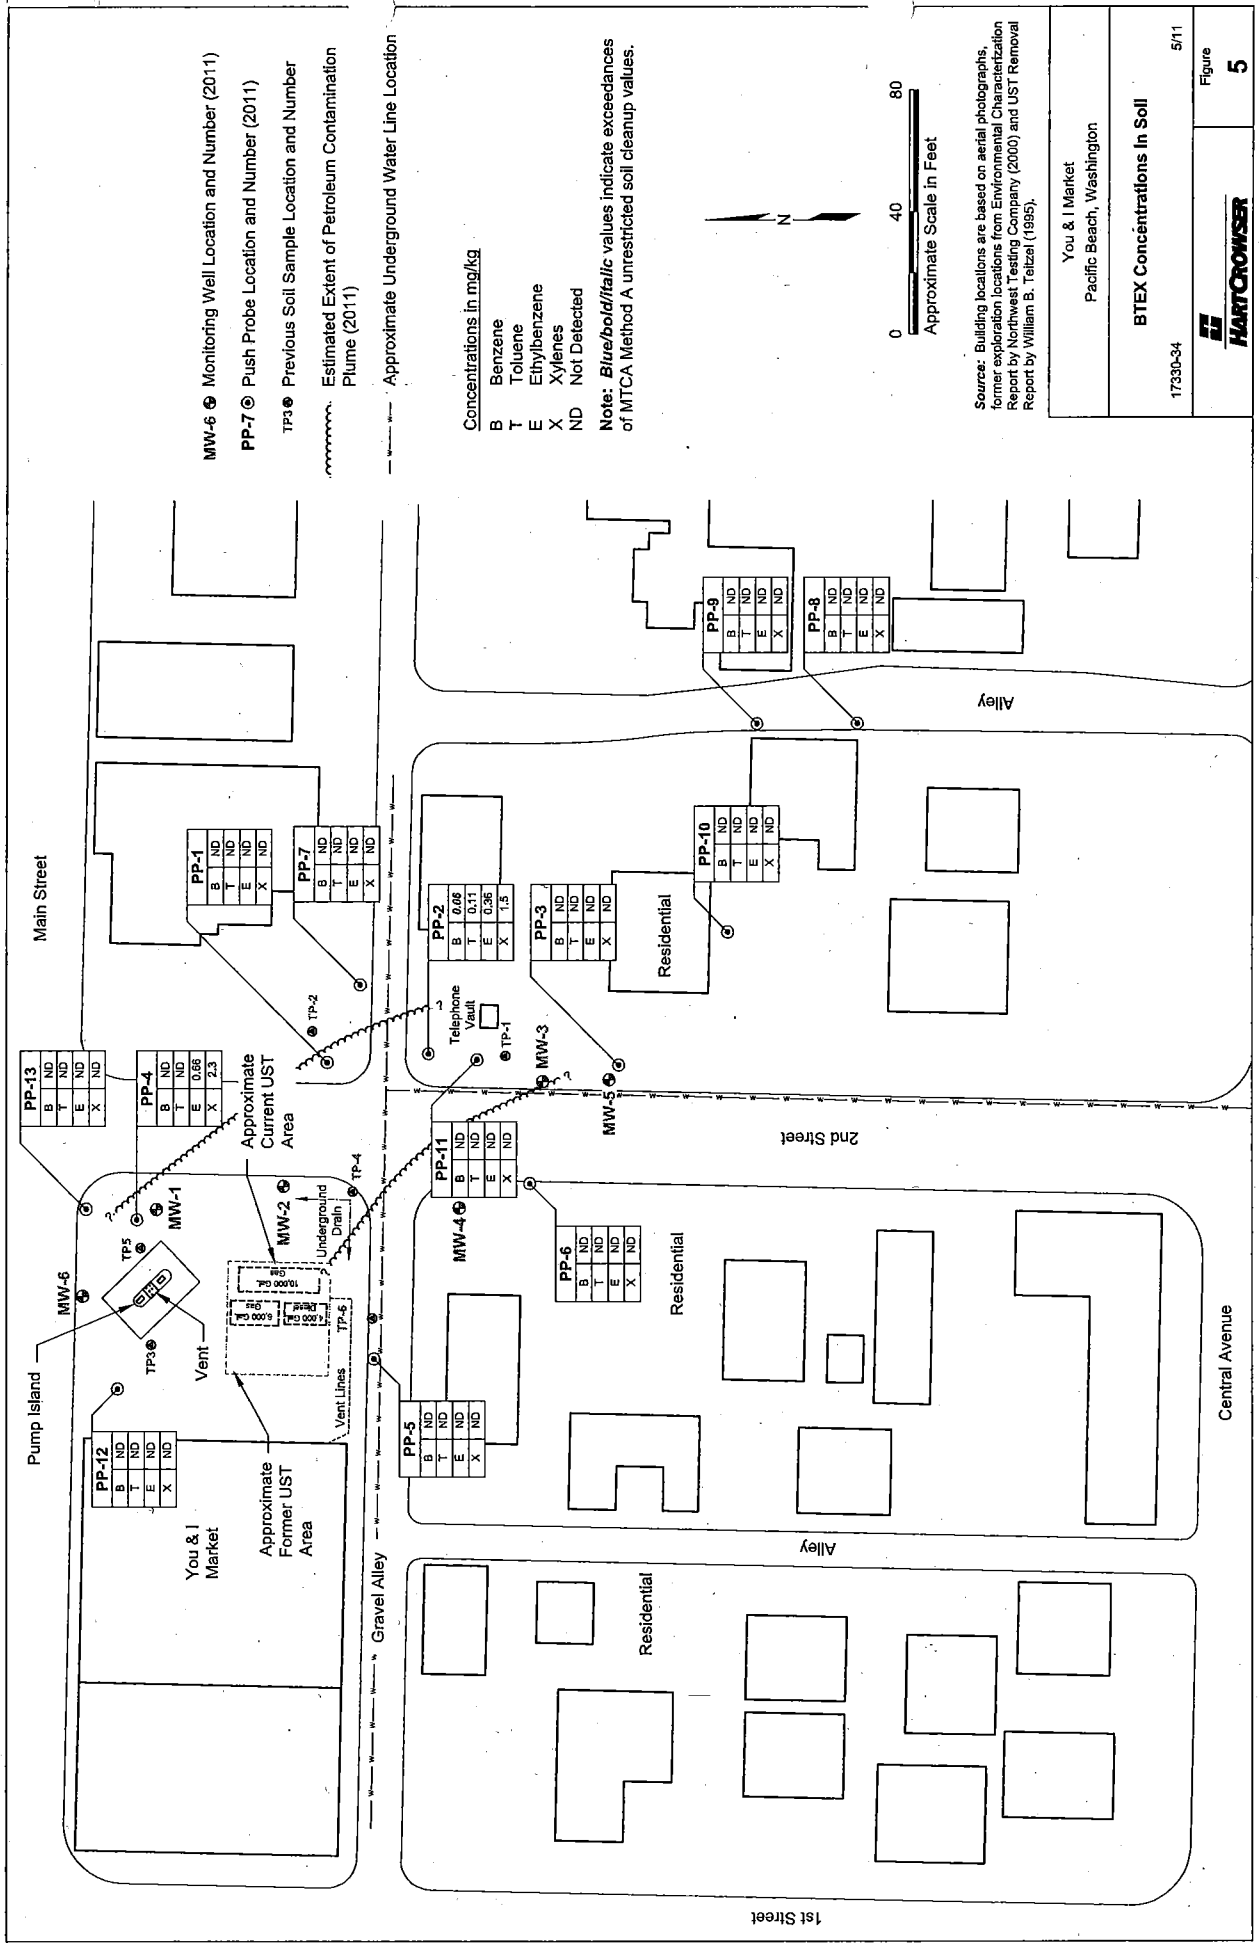 Main Street
Pump Island
MW-6
PP-13
B ND
T ND
E ND
X ND
PP-4
B ND
T ND
E 0.66
X 2.3
PP-12
B ND
T ND
E ND
X ND
TP5
MW-1
TP3
Vent
You & I
Market
Approximate
Former UST
Area
Approximate
Current UST
Area
10,000 Gal.
Gas
6,000 Gal.
Gas
4,000 Gal.
MW-2
Underground
Drain
TP-4
TP-6
Vent Lines
PP-1
B ND
T ND
E ND
X ND
PP-7
B ND
T ND
E ND
X ND
TP-2
?
?
?
?
Gravel Alley
PP-5
B ND
T ND
E ND
X ND
PP-11
B ND
T ND
E ND
X ND
MW-4
PP-6
B ND
T ND
E ND
X ND
PP-2
B 0.06
T 0.11
E 0.36
X 1.5
Telephone
Vault
TP-1
MW-3
MW-5
PP-3
B ND
T ND
E ND
X ND
PP-10
B ND
T ND
E ND
X ND
PP-9
B ND
T ND
E ND
X ND
PP-8
B ND
T ND
E ND
X ND
Residential
Residential
Residential
1st Street
Alley
2nd Street
Alley
Central Avenue
MW-6 Monitoring Well Location and Number (2011)
PP-7 Push Probe Location and Number (2011)
TP3 Previous Soil Sample Location and Number
Estimated Extent of Petroleum Contamination
Plume (2011)
w Approximate Underground Water Line Location
Concentrations in mg/kg
B Benzene
T Toluene
E Ethylbenzene
X Xylenes
ND Not Detected
Note: Blue/bold/italic values indicate exceedances
of MTCA Method A unrestricted soil cleanup values.
N
0 40 80
Approximate Scale in Feet
Source: Building locations are based on aerial photographs,
former exploration locations from Environmental Characterization
Report by Northwest Testing Company (2000) and UST Removal
Report by William B. Teitzel (1995).
You & I Market
Pacific Beach, Washington
BTEX Concentrations In Soil
17330-34 5/11
HARTCROWSER
Figure
5